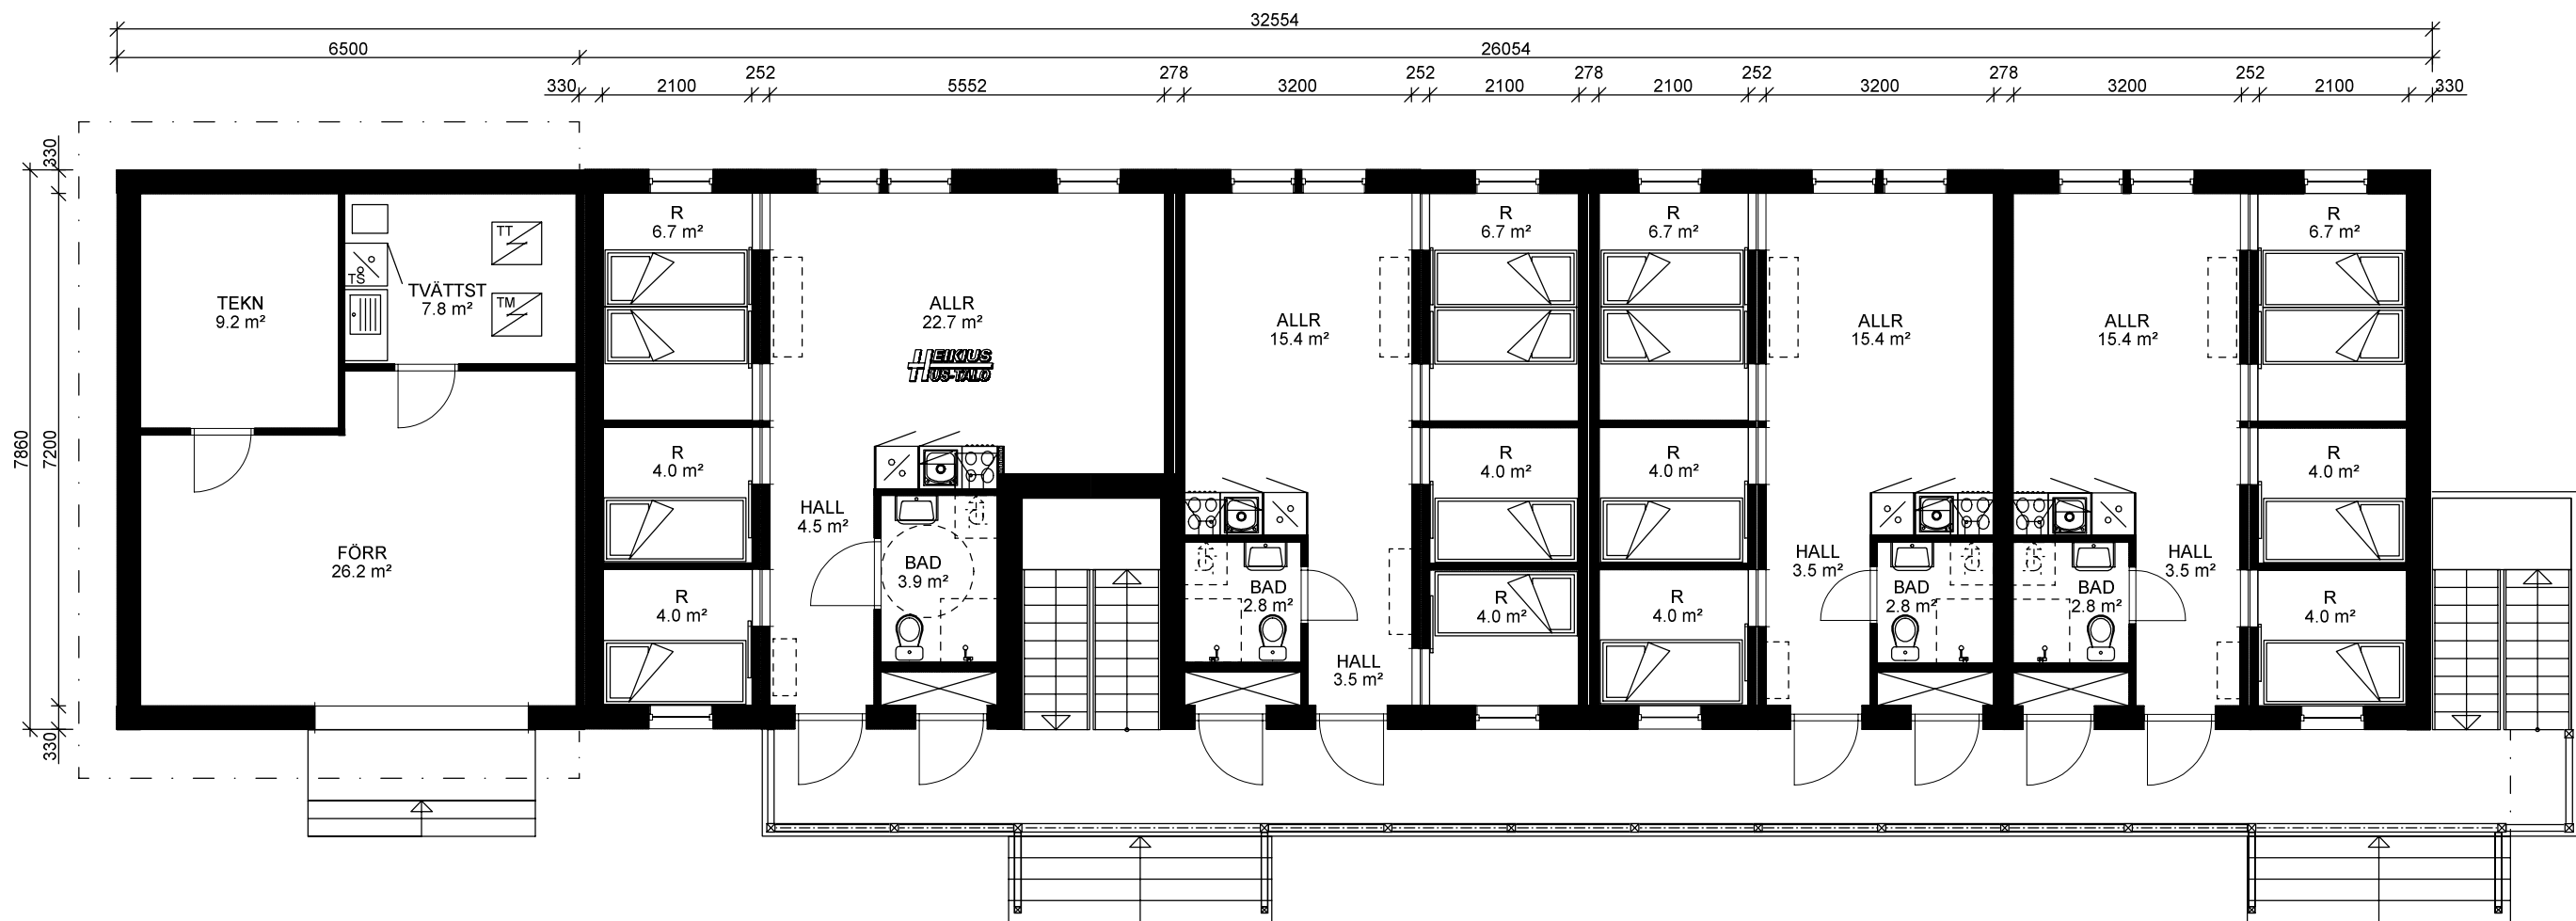 32554
6500 26054
252 278 252 278 252 278 252
330 2100 5552 3200 2100 2100 3200 3200 2100 330
330
7860
7200
330
TEKN
9.2 m²
TVÄTTST
7.8 m²
TS
TT
TM
FÖRR
26.2 m²
R
6.7 m²
R
4.0 m²
R
4.0 m²
ALLR
22.7 m²
HEIKIUS
HUS-TALO
HALL
4.5 m²
BAD
3.9 m²
ALLR
15.4 m²
BAD
2.8 m²
HALL
3.5 m²
R
6.7 m²
R
4.0 m²
R
4.0 m²
R
6.7 m²
R
4.0 m²
R
4.0 m²
ALLR
15.4 m²
HALL
3.5 m²
BAD
2.8 m²
ALLR
15.4 m²
BAD
2.8 m²
HALL
3.5 m²
R
6.7 m²
R
4.0 m²
R
4.0 m²